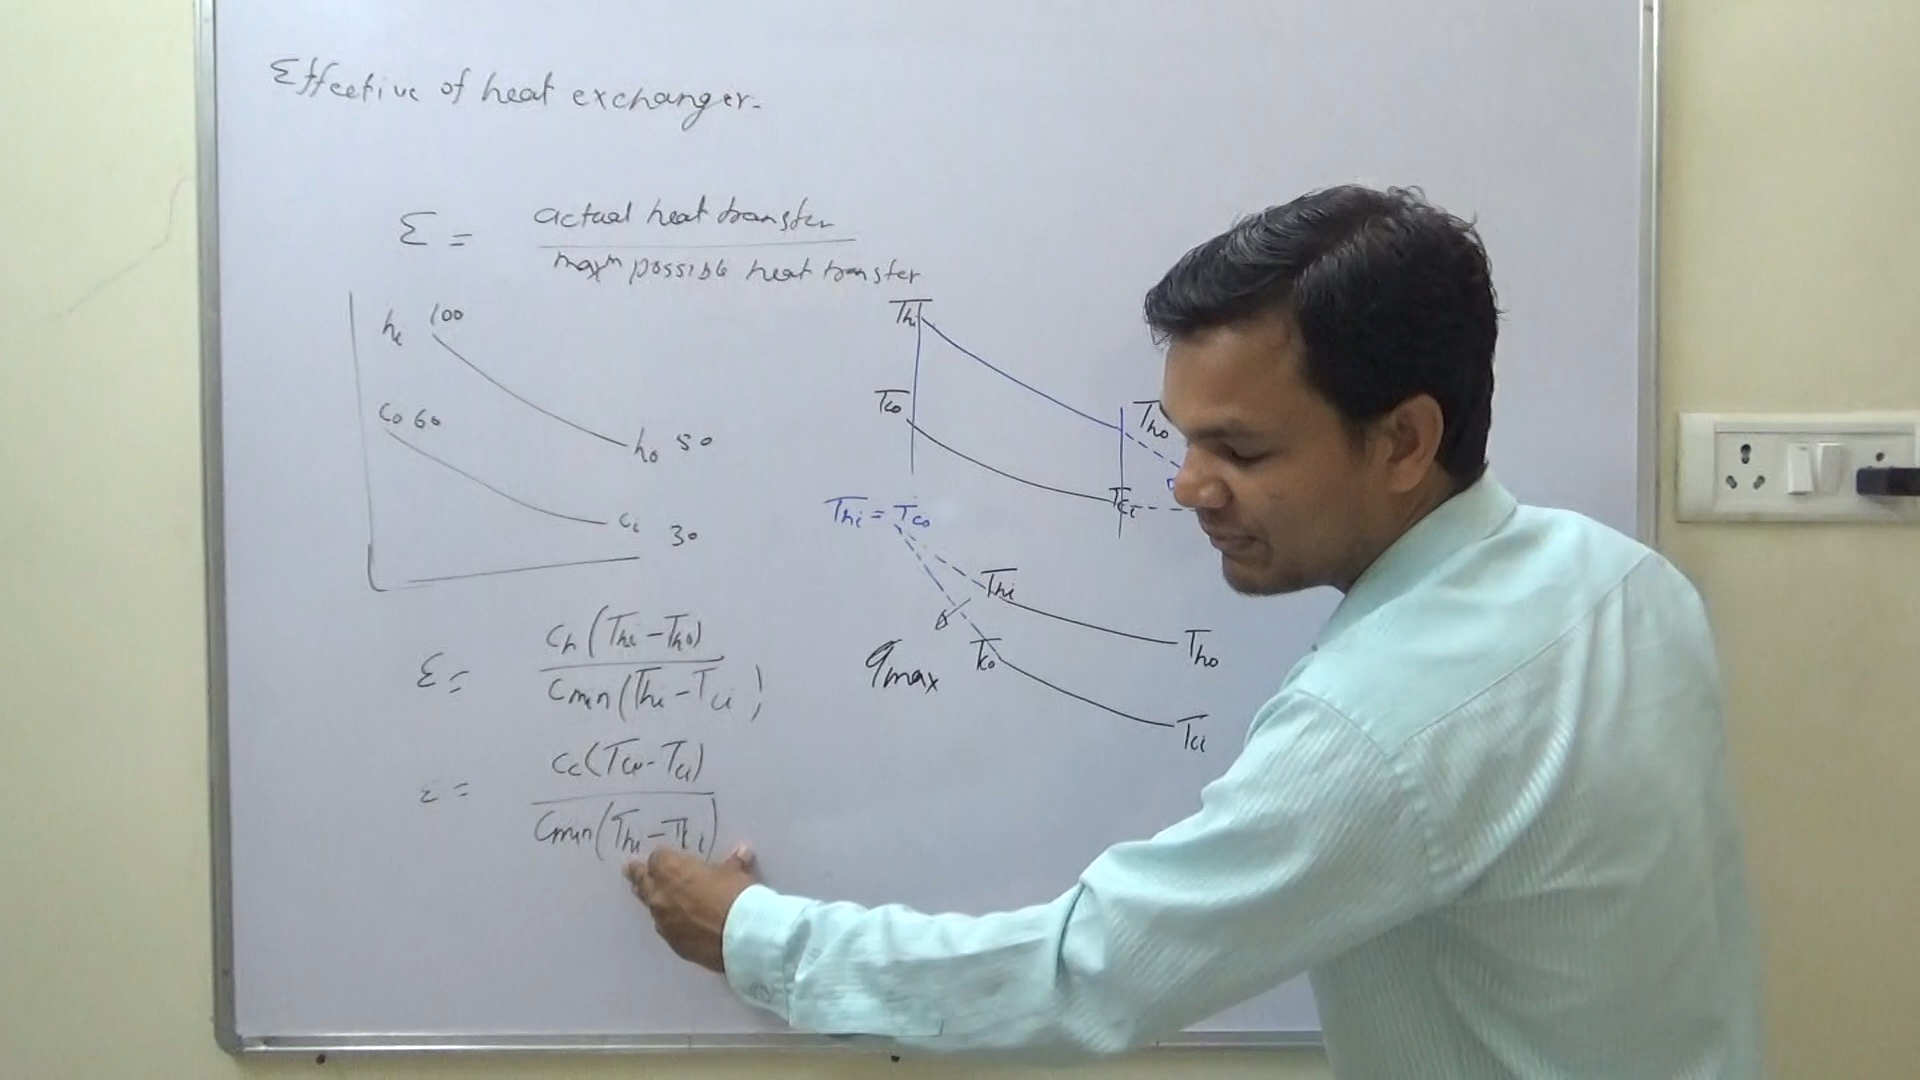 Effective of heat exchanger.
Σ = actual heat transfer
maxm possible heat transfer
hi 100
Co 60
ho 50
Ci 30
Σ = Ch (Thi - Tho)
Cmin (Thi - Tci)
Σ = Cc (Tco - Tci)
Cmin (Thi - Tci)
Thi
Tco
Tho
Tci
Thi = Tco
Thi
Tco
Tho
Tci
qmax